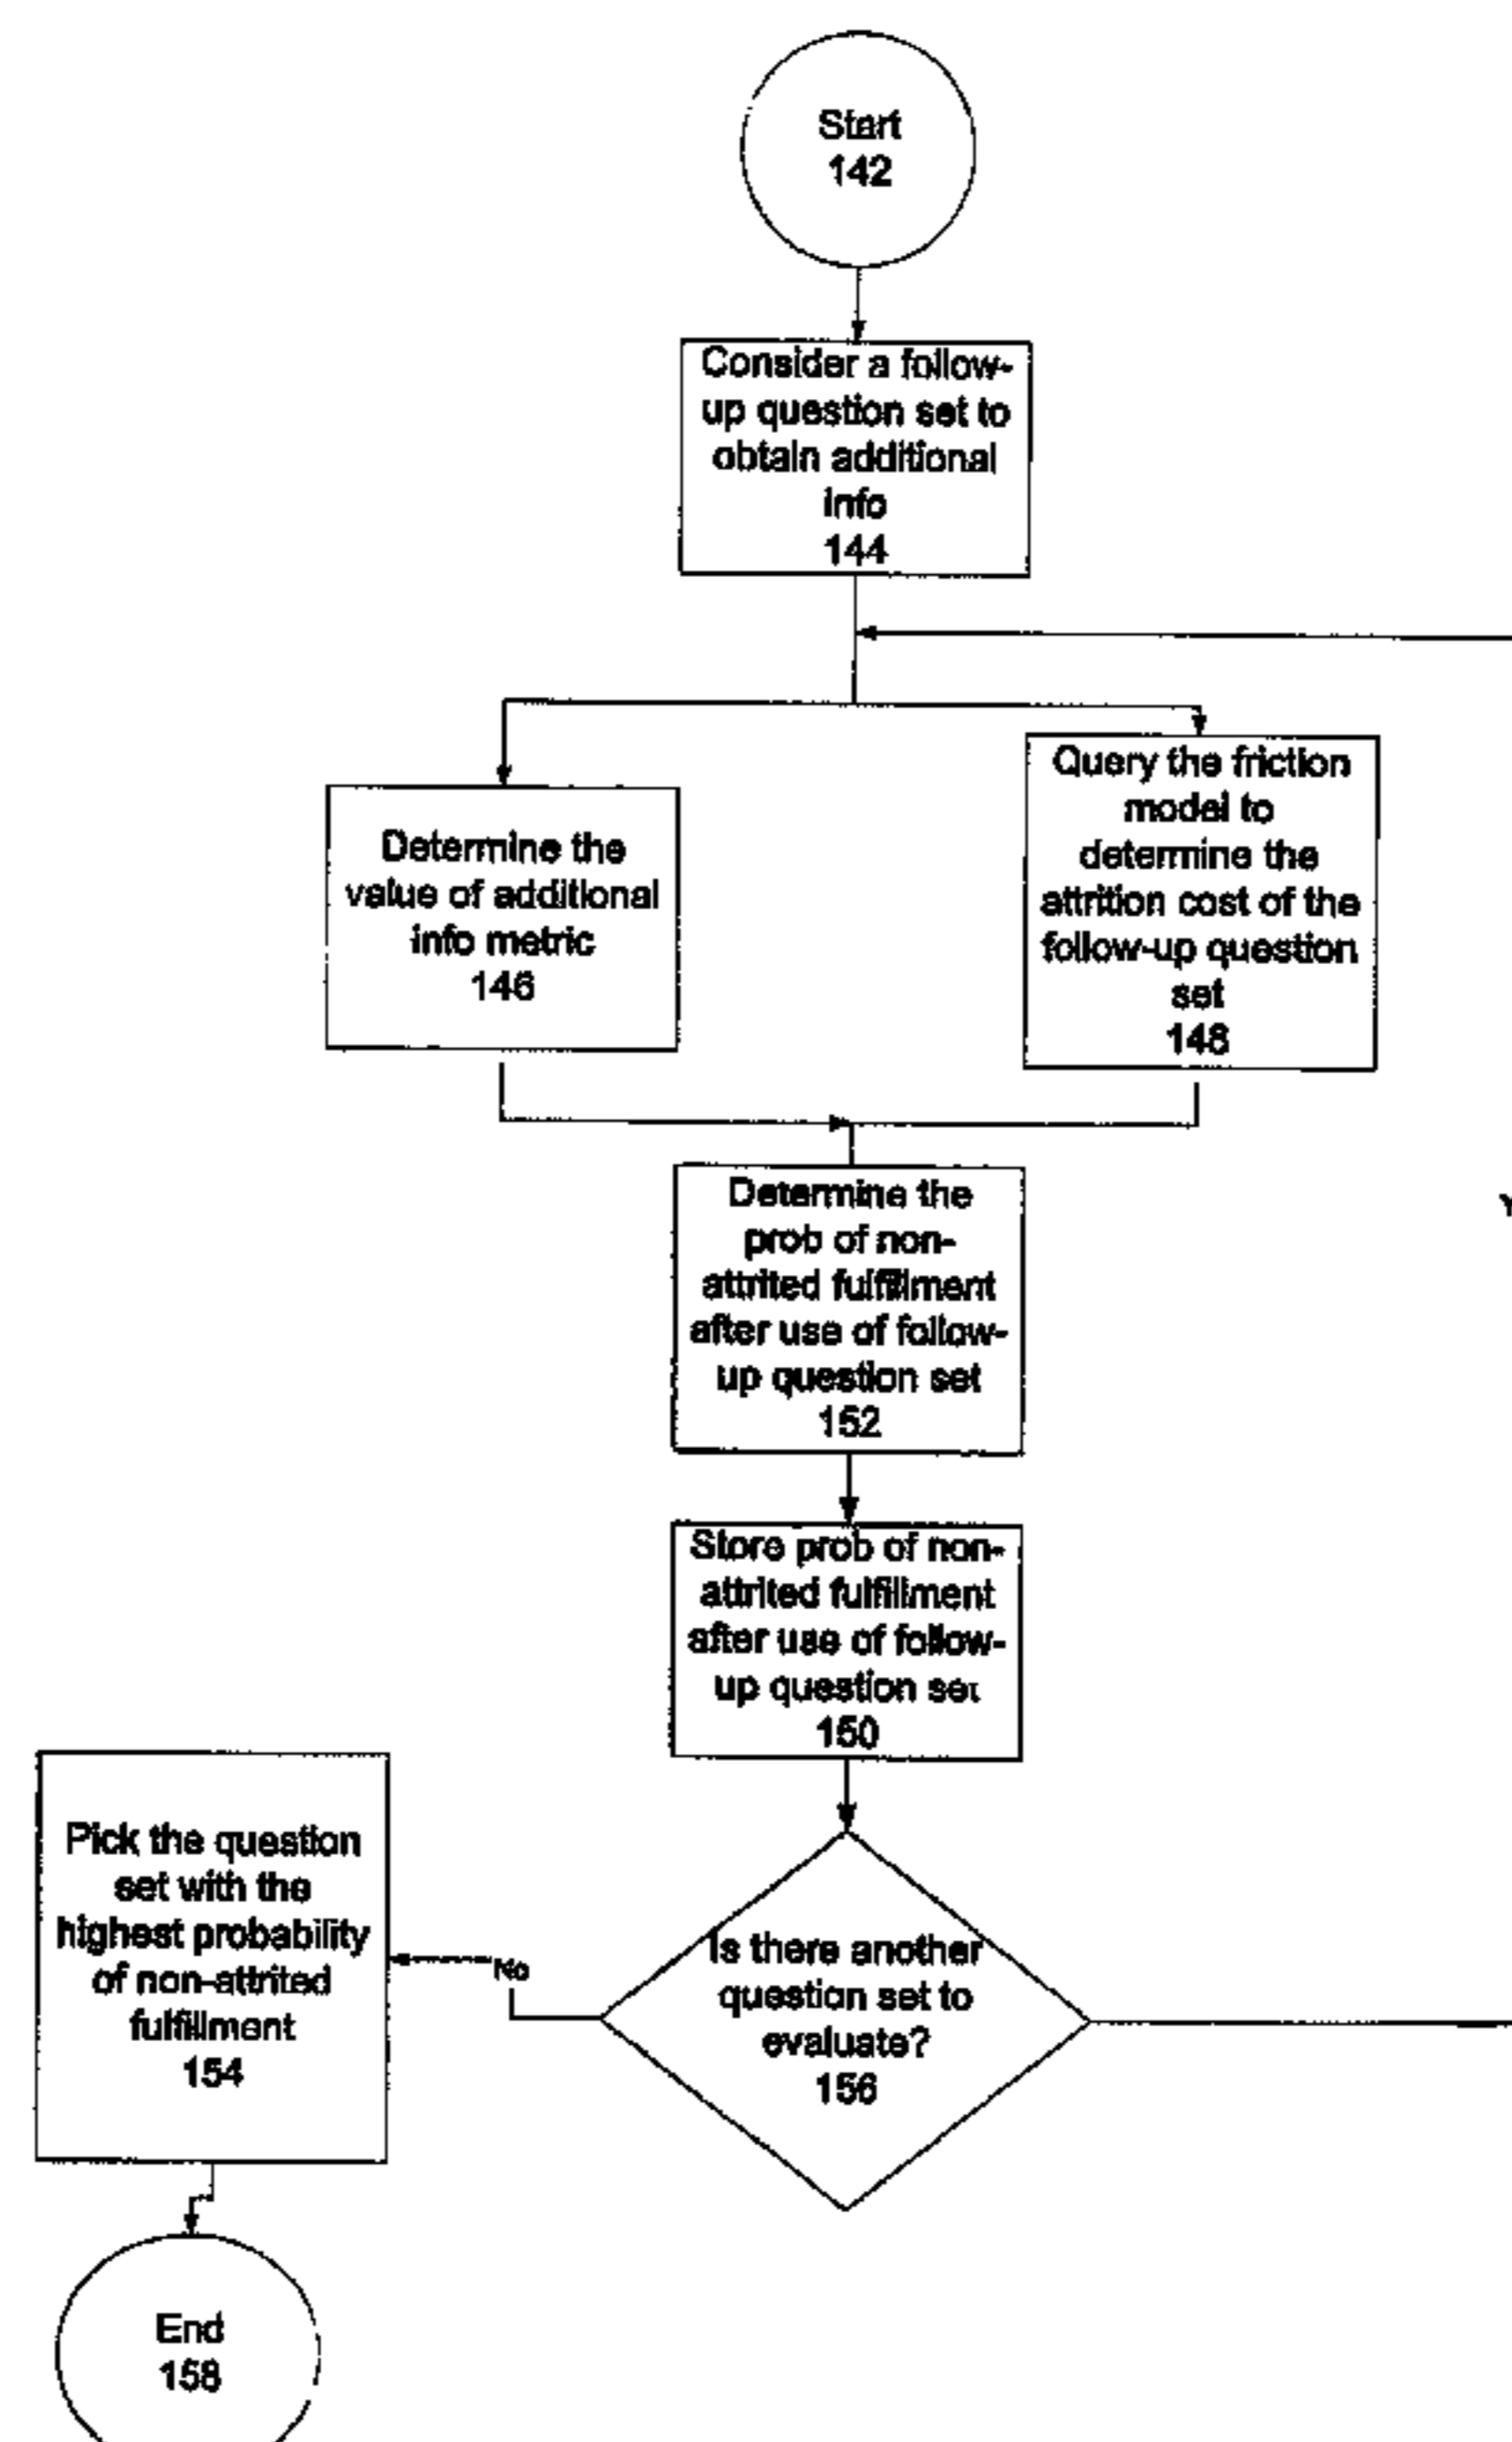 Start
142
Consider a follow-
up question set to
obtain additional
info
144
Query the friction
model to
determine the
attrition cost of the
follow-up question
set
148
Determine the
value of additional
info metric
146
Determine the
prob of non-
attrited fulfillment
after use of follow-
up question set
152
Store prob of non-
attrited fulfillment
after use of follow-
up question set
150
Pick the question
set with the
highest probability
of non-attrited
fulfillment
154
No
Is there another
question set to
evaluate?
156
End
158